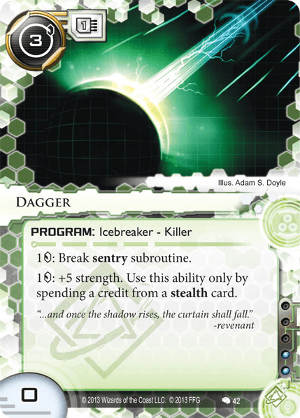 3
1
Illus. Adam S. Doyle
DAGGER
PROGRAM: Icebreaker - Killer
1: Break sentry subroutine.
1: +5 strength. Use this ability only by
spending a credit from a stealth card.
“...and once the shadow rises, the curtain shall fall.”
-revenant
0
© 2013 Wizards of the Coast LLC. © 2013 FFG
42